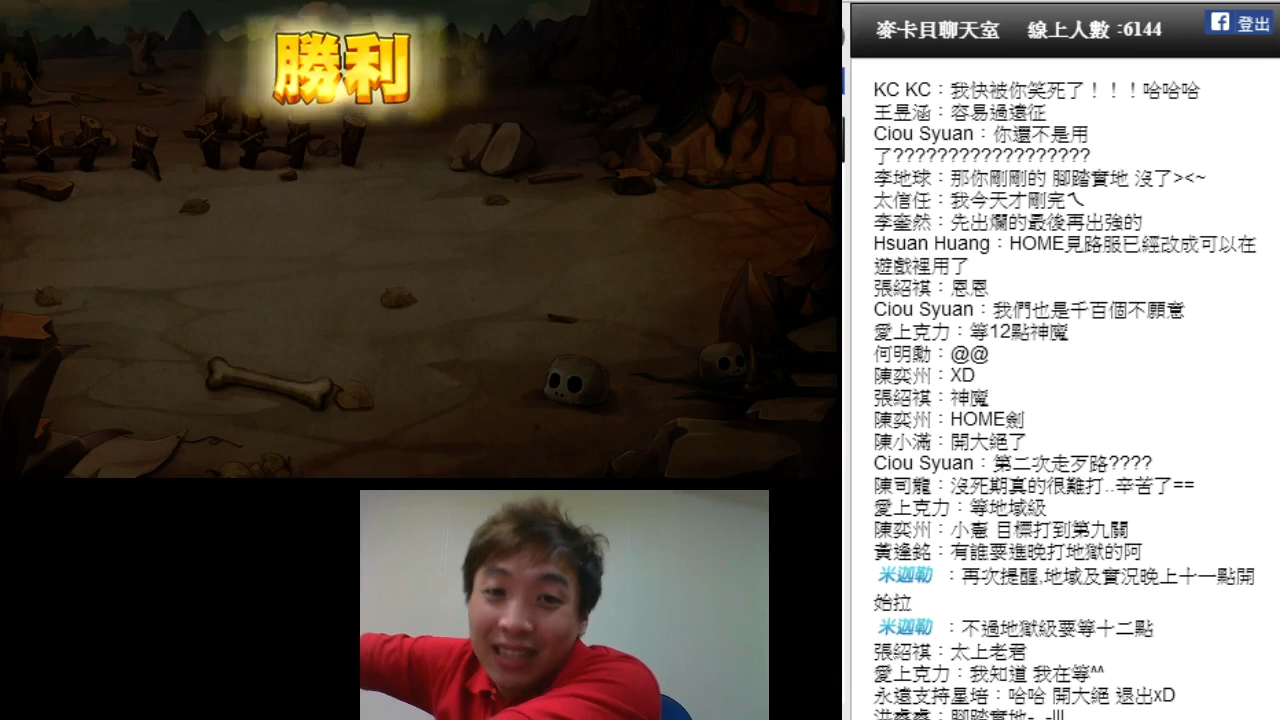 勝利
麥卡貝聊天室 線上人數 :6144
登出
KC KC：我快被你笑死了！！！哈哈哈
王昱涵：容易過遠征
Ciou Syuan：你還不是用
了??????????????????
李地球：那你剛剛的 腳踏實地 沒了><~
太信任：我今天才剛完ㄟ
李奎然：先出爛的最後再出強的
Hsuan Huang：HOME見路服已經改成可以在
遊戲裡用了
張紹祺：恩恩
Ciou Syuan：我們也是千百個不願意
愛上克力：等12點神魔
何明勳：@@
陳奕州：XD
張紹祺：神魔
陳奕州：HOME劍
陳小滿：開大絕了
Ciou Syuan：第二次走歹路????
陳司龍：沒死期真的很難打..辛苦了==
愛上克力：等地域級
陳奕州：小憲 目標打到第九關
黃逢銘：有誰要進晚打地獄的阿
米迦勒 ：再次提醒,地域及實況晚上十一點開
始拉
米迦勒 ：不過地獄級要等十二點
張紹祺：太上老君
愛上克力：我知道 我在等^^
永遠支持星培：哈哈 開大絕 退出xD
洪睿睿：腳踏實地-_-|||